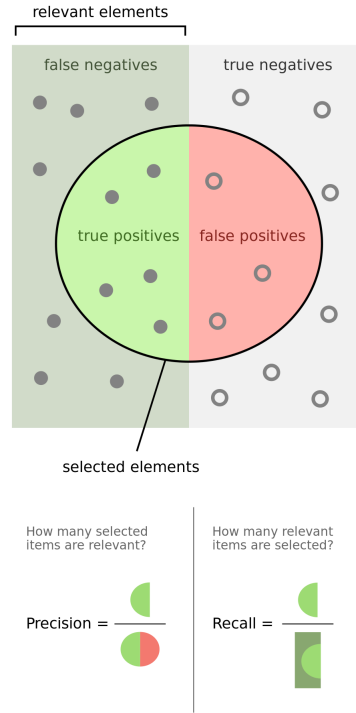 relevant elements
false negatives
true negatives
true positives
false positives
selected elements
How many selected
items are relevant?
How many relevant
items are selected?
Precision =
Recall =